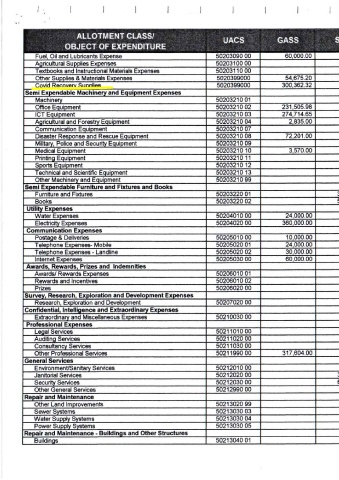 ALLOTMENT CLASS/ OBJECT OF EXPENDITURE UACS GASS
Fuel, Oil and Lubricants Expense 50203090 00 60,000.00
Agricultural Supplies Expenses 50203100 00
Textbooks and Instructional Materials Expenses 50203110 00
Other Supplies & Materials Expenses 50203990000 54,675.20
Covid Recovery Supplies 50203990000 300,362.32
Semi Expendable Machinery and Equipment Expenses
Machinery 50203210 01
Office Equipment 50203210 02 231,505.98
ICT Equipment 50203210 03 274,714.65
Agricultural and Forestry Equipment 50203210 04 2,835.00
Communication Equipment 50203210 07
Disaster Response and Rescue Equipment 50203210 08 72,201.00
Military, Police and Security Equipment 50203210 09
Medical Equipment 50203210 10 3,570.00
Printing Equipment 50203210 11
Sports Equipment 50203210 12
Technical and Scientific Equipment 50203210 13
Other Machinery and Equipment 50203210 99
Semi Expendable Furniture and Fixtures and Books
Furniture and Fixtures 50203220 01
Books 50203220 02
Utility Expenses
Water Expenses 50204010 00 24,000.00
Electricity Expenses 50204020 00 360,000.00
Communication Expenses
Postage & Deliveries 50205010 00 10,000.00
Telephone Expenses- Mobile 50205020 01 24,000.00
Telephone Expenses - Landline 50205020 02 30,000.00
Internet Expenses 50205030 00 60,000.00
Awards, Rewards, Prizes and Indemnities
Awards/ Rewards Expenses 50206010 01
Rewards and Incentives 50206010 02
Prizes 50206020 00
Survey, Research, Exploration and Development Expenses
Research, Exploration and Development 50207020 00
Confidential, Intelligence and Extraordinary Expenses
Extraordinary and Miscellaneous Expenses 50210030 00
Professional Expenses
Legal Services 50211010 00
Auditing Services 50211020 00
Consultancy Services 50211030 00
Other Professional Services 50211990 00 317,604.00
General Services
Environment/Sanitary Services 50212010 00
Janitorial Services 50212020 00
Security Services 50212030 00
Other General Services 50212990 00
Repair and Maintenance
Other Land Improvements 50213020 99
Sewer Systems 50213030 03
Water Supply Systems 50213030 04
Power Supply Systems 50213030 05
Repair and Maintenance - Buildings and Other Structures
Buildings 50213040 01